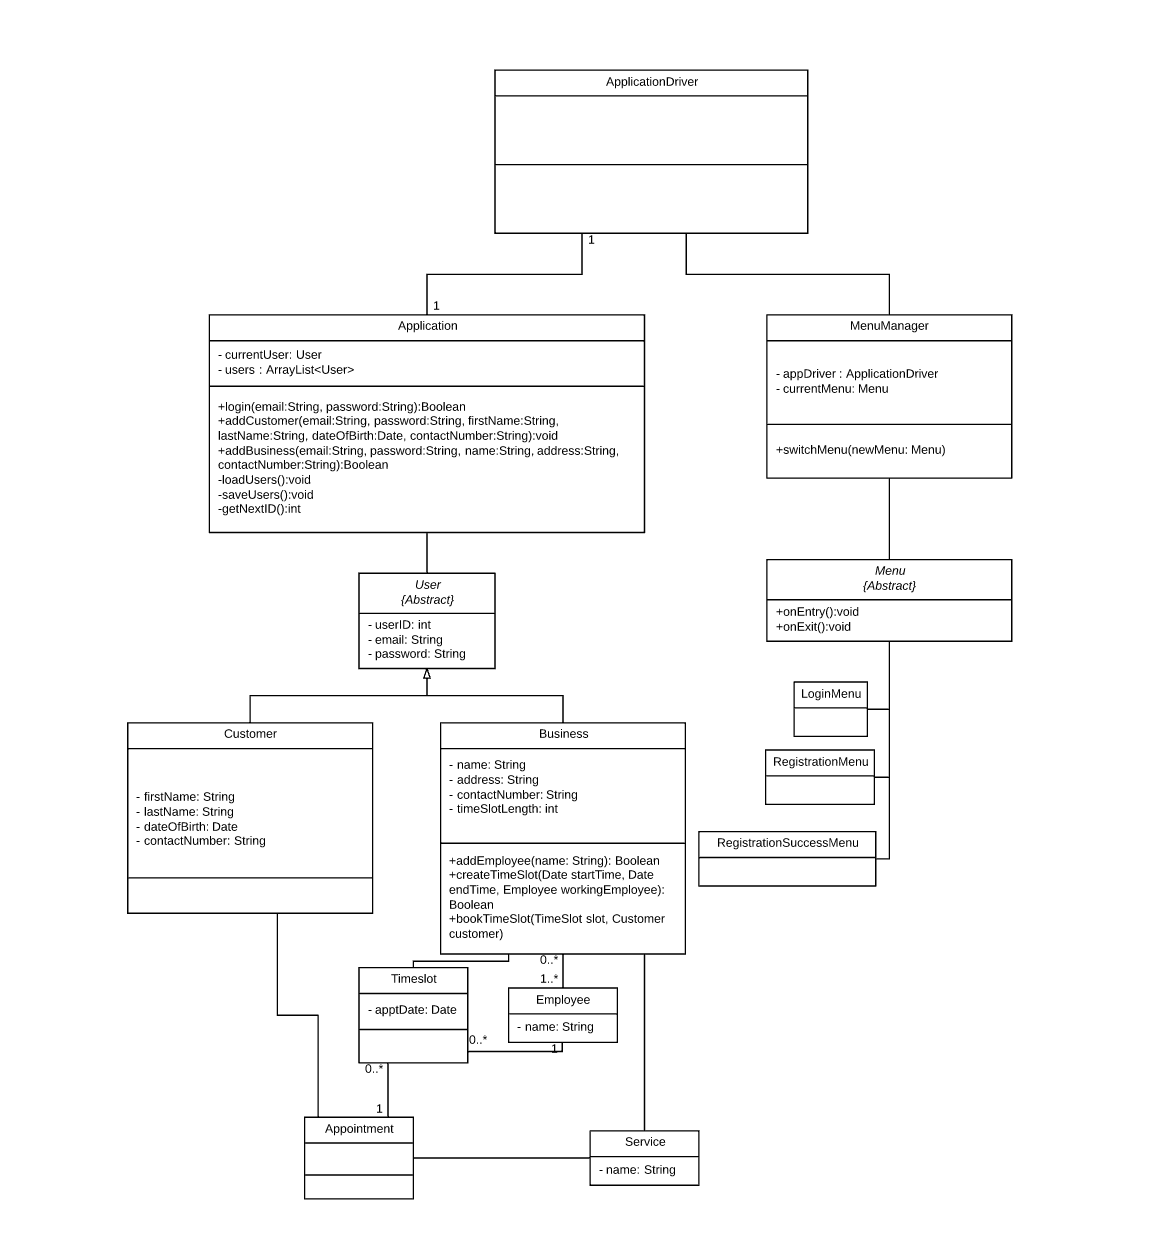 ApplicationDriver
1
1
Application
- currentUser: User
- users : ArrayList<User>
+login(email:String, password:String):Boolean
+addCustomer(email:String, password:String, firstName:String,
lastName:String, dateOfBirth:Date, contactNumber:String):void
+addBusiness(email:String, password:String, name:String, address:String,
contactNumber:String):Boolean
-loadUsers():void
-saveUsers():void
-getNextID():int
MenuManager
- appDriver : ApplicationDriver
- currentMenu: Menu
+switchMenu(newMenu: Menu)
User
{Abstract}
- userID: int
- email: String
- password: String
Menu
{Abstract}
+onEntry():void
+onExit():void
LoginMenu
RegistrationMenu
RegistrationSuccessMenu
Customer
- firstName: String
- lastName: String
- dateOfBirth: Date
- contactNumber: String
Business
- name: String
- address: String
- contactNumber: String
- timeSlotLength: int
+addEmployee(name: String): Boolean
+createTimeSlot(Date startTime, Date
endTime, Employee workingEmployee):
Boolean
+bookTimeSlot(TimeSlot slot, Customer
customer)
0..*
1..*
Timeslot
- apptDate: Date
Employee
- name: String
0..*
1
0..*
1
Appointment
Service
- name: String